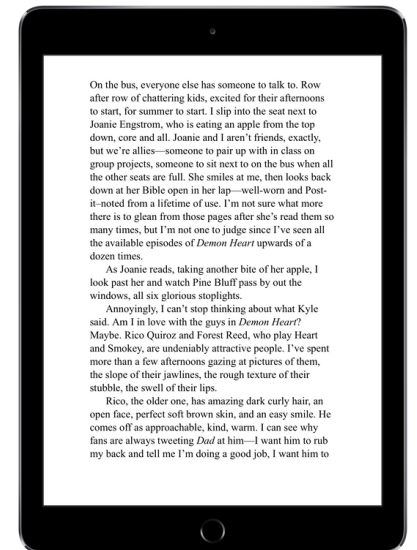 On the bus, everyone else has someone to talk to. Row
after row of chattering kids, excited for their afternoons
to start, for summer to start. I slip into the seat next to
Joanie Engstrom, who is eating an apple from the top
down, core and all. Joanie and I aren’t friends, exactly,
but we’re allies—someone to pair up with in class on
group projects, someone to sit next to on the bus when all
the other seats are full. She smiles at me, then looks back
down at her Bible open in her lap—well-worn and Post-
it–noted from a lifetime of use. I’m not sure what more
there is to glean from those pages after she’s read them so
many times, but I’m not one to judge since I’ve seen all
the available episodes of Demon Heart upwards of a
dozen times.
As Joanie reads, taking another bite of her apple, I
look past her and watch Pine Bluff pass by out the
windows, all six glorious stoplights.
Annoyingly, I can’t stop thinking about what Kyle
said. Am I in love with the guys in Demon Heart?
Maybe. Rico Quiroz and Forest Reed, who play Heart
and Smokey, are undeniably attractive people. I’ve spent
more than a few afternoons gazing at pictures of them,
the slope of their jawlines, the rough texture of their
stubble, the swell of their lips.
Rico, the older one, has amazing dark curly hair, an
open face, perfect soft brown skin, and an easy smile. He
comes off as approachable, kind, warm. I can see why
fans are always tweeting Dad at him—I want him to rub
my back and tell me I’m doing a good job, I want him to